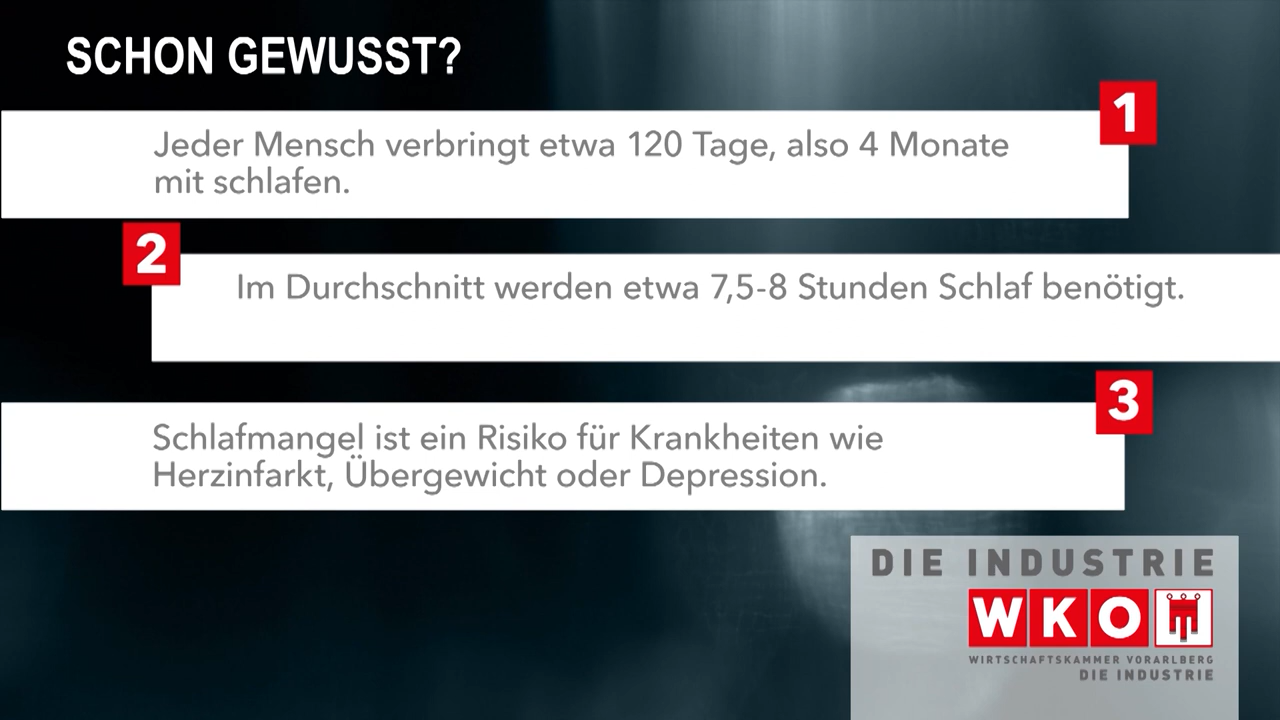 SCHON GEWUSST?
1
Jeder Mensch verbringt etwa 120 Tage, also 4 Monate
mit schlafen.
2
Im Durchschnitt werden etwa 7,5-8 Stunden Schlaf benötigt.
3
Schlafmangel ist ein Risiko für Krankheiten wie
Herzinfarkt, Übergewicht oder Depression.
DIE INDUSTRIE
WKO
WIRTSCHAFTSKAMMER VORARLBERG
DIE INDUSTRIE